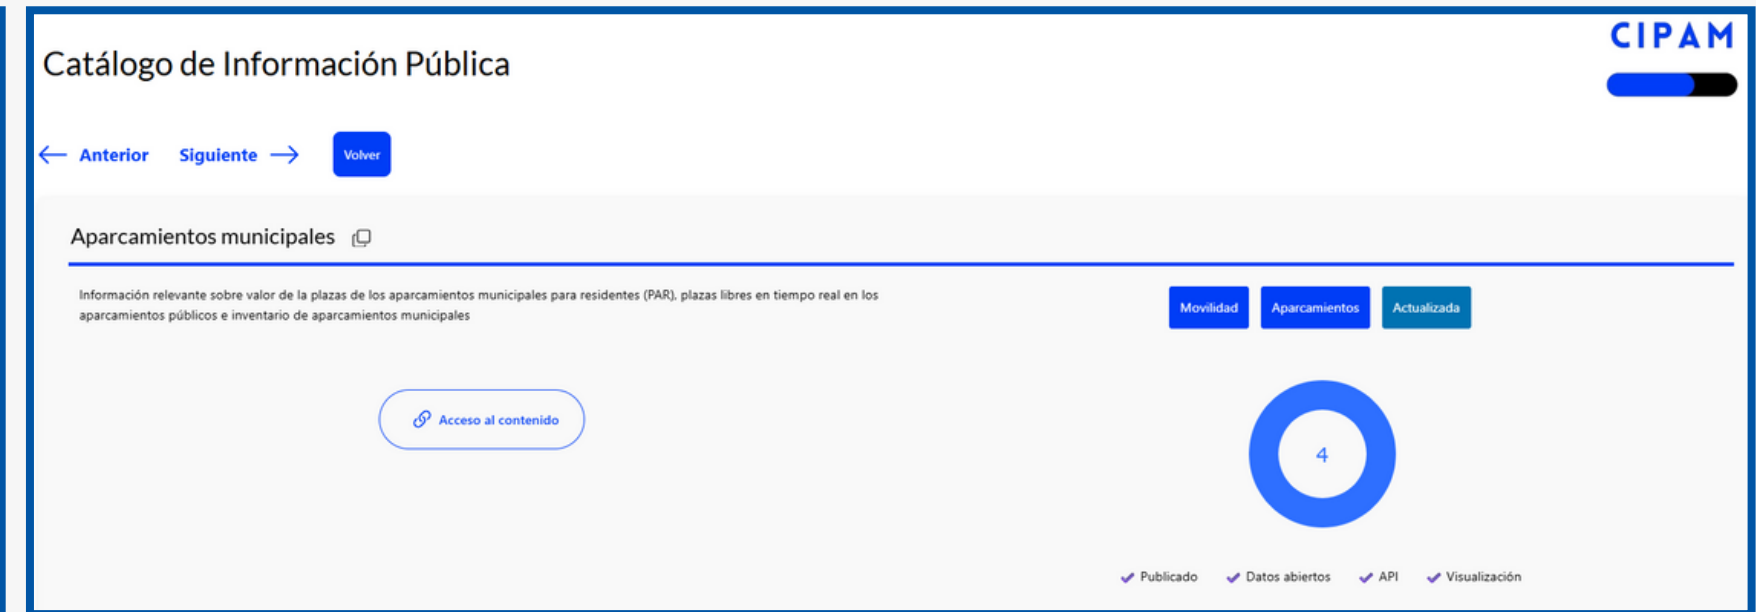 CIPAM
Catálogo de Información Pública
Anterior Siguiente Volver
Aparcamientos municipales
Información relevante sobre valor de la plazas de los aparcamientos municipales para residentes (PAR), plazas libres en tiempo real en los
aparcamientos públicos e inventario de aparcamientos municipales
Movilidad Aparcamientos Actualizada
Acceso al contenido
4
Publicado Datos abiertos API Visualización